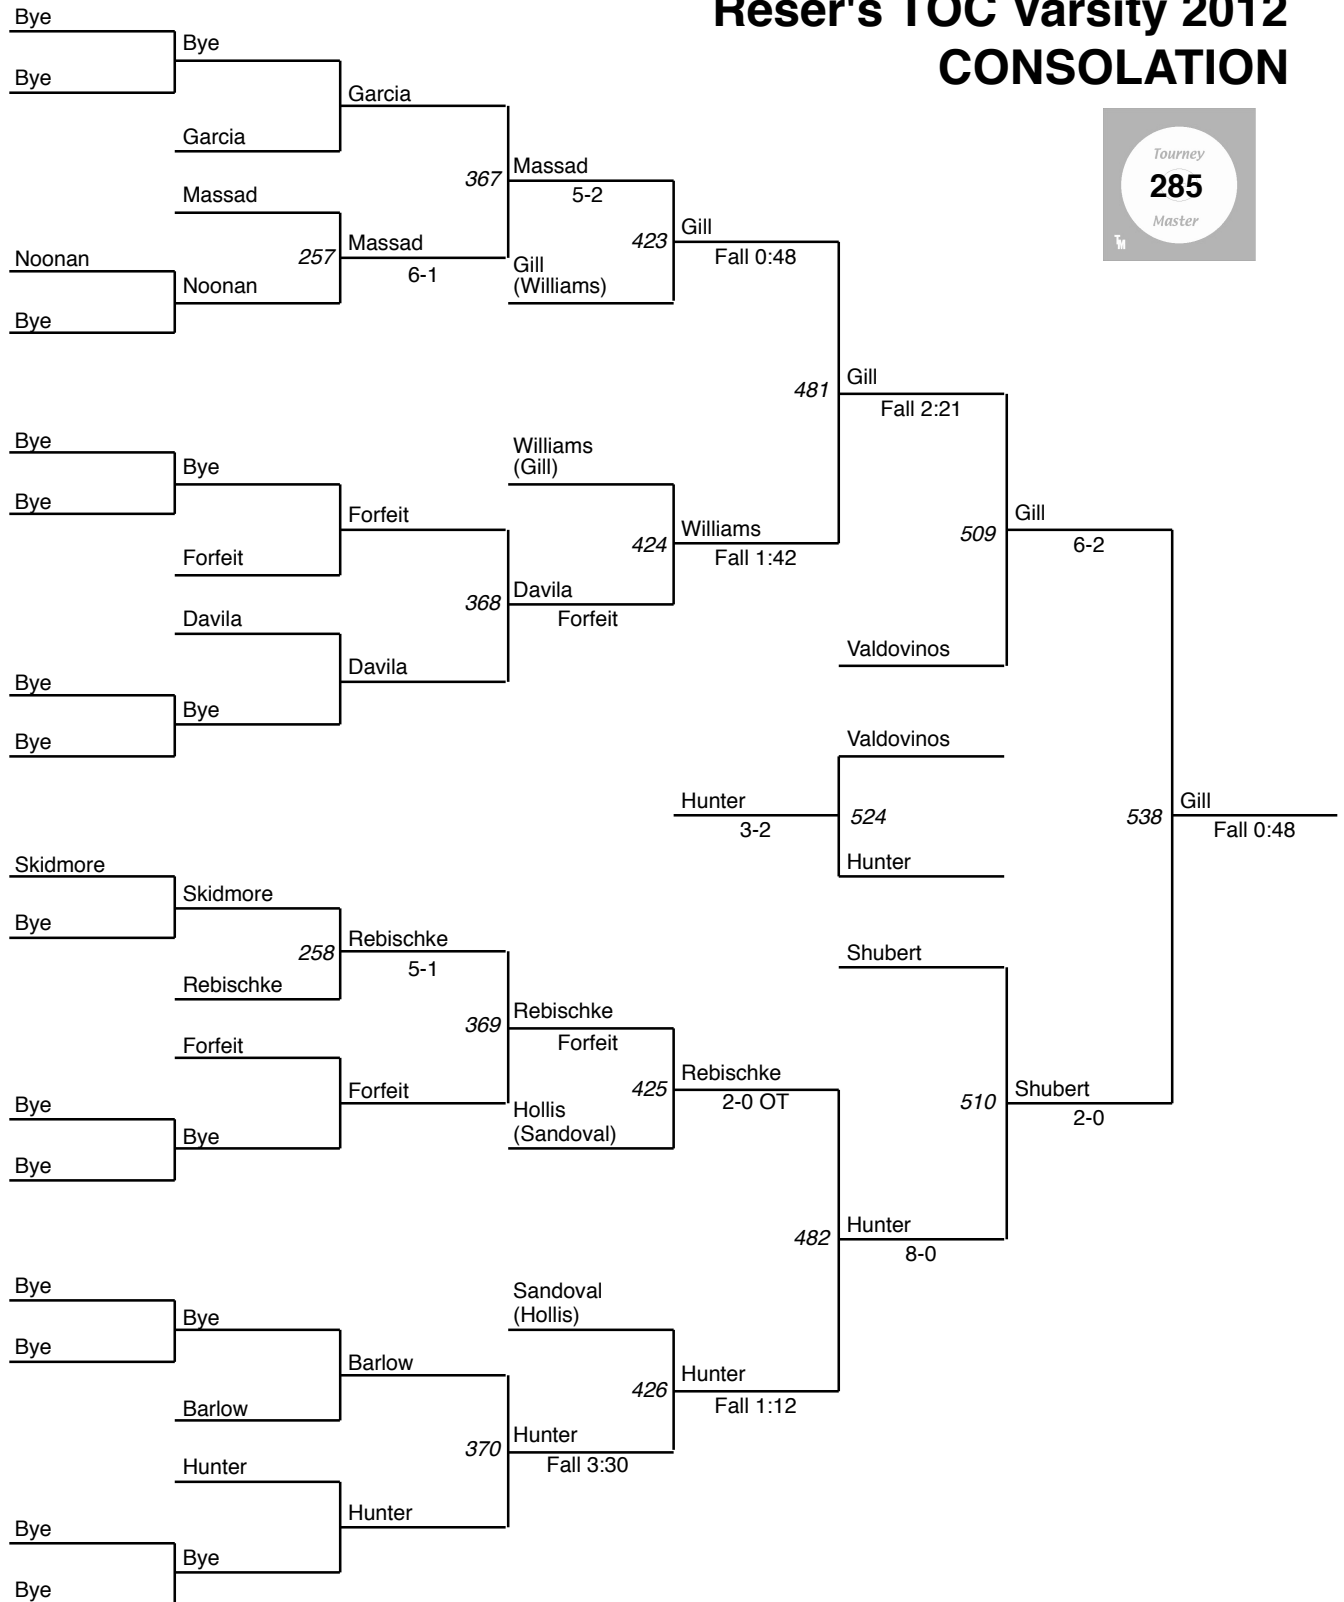 Reser's TOC Varsity 2012
CONSOLATION
Tourney
285
Master
TM
Bye
Bye
Bye
Garcia
Garcia
Massad
367
Massad
5-2
Noonan
Bye
Noonan
257
Massad
6-1
Gill
(Williams)
423
Gill
Fall 0:48
481
Gill
Fall 2:21
Bye
Bye
Bye
Forfeit
Forfeit
Williams
(Gill)
424
Williams
Fall 1:42
368
Davila
Forfeit
Davila
Davila
Bye
Bye
Bye
509
Gill
6-2
Valdovinos
Valdovinos
Hunter
3-2
524
Hunter
538
Gill
Fall 0:48
Skidmore
Bye
Skidmore
258
Rebischke
5-1
Rebischke
369
Rebischke
Forfeit
Forfeit
Forfeit
Bye
Bye
Bye
Hollis
(Sandoval)
425
Rebischke
2-0 OT
Shubert
510
Shubert
2-0
482
Hunter
8-0
Bye
Bye
Bye
Barlow
Barlow
Sandoval
(Hollis)
426
Hunter
Fall 1:12
370
Hunter
Fall 3:30
Hunter
Hunter
Bye
Bye
Bye